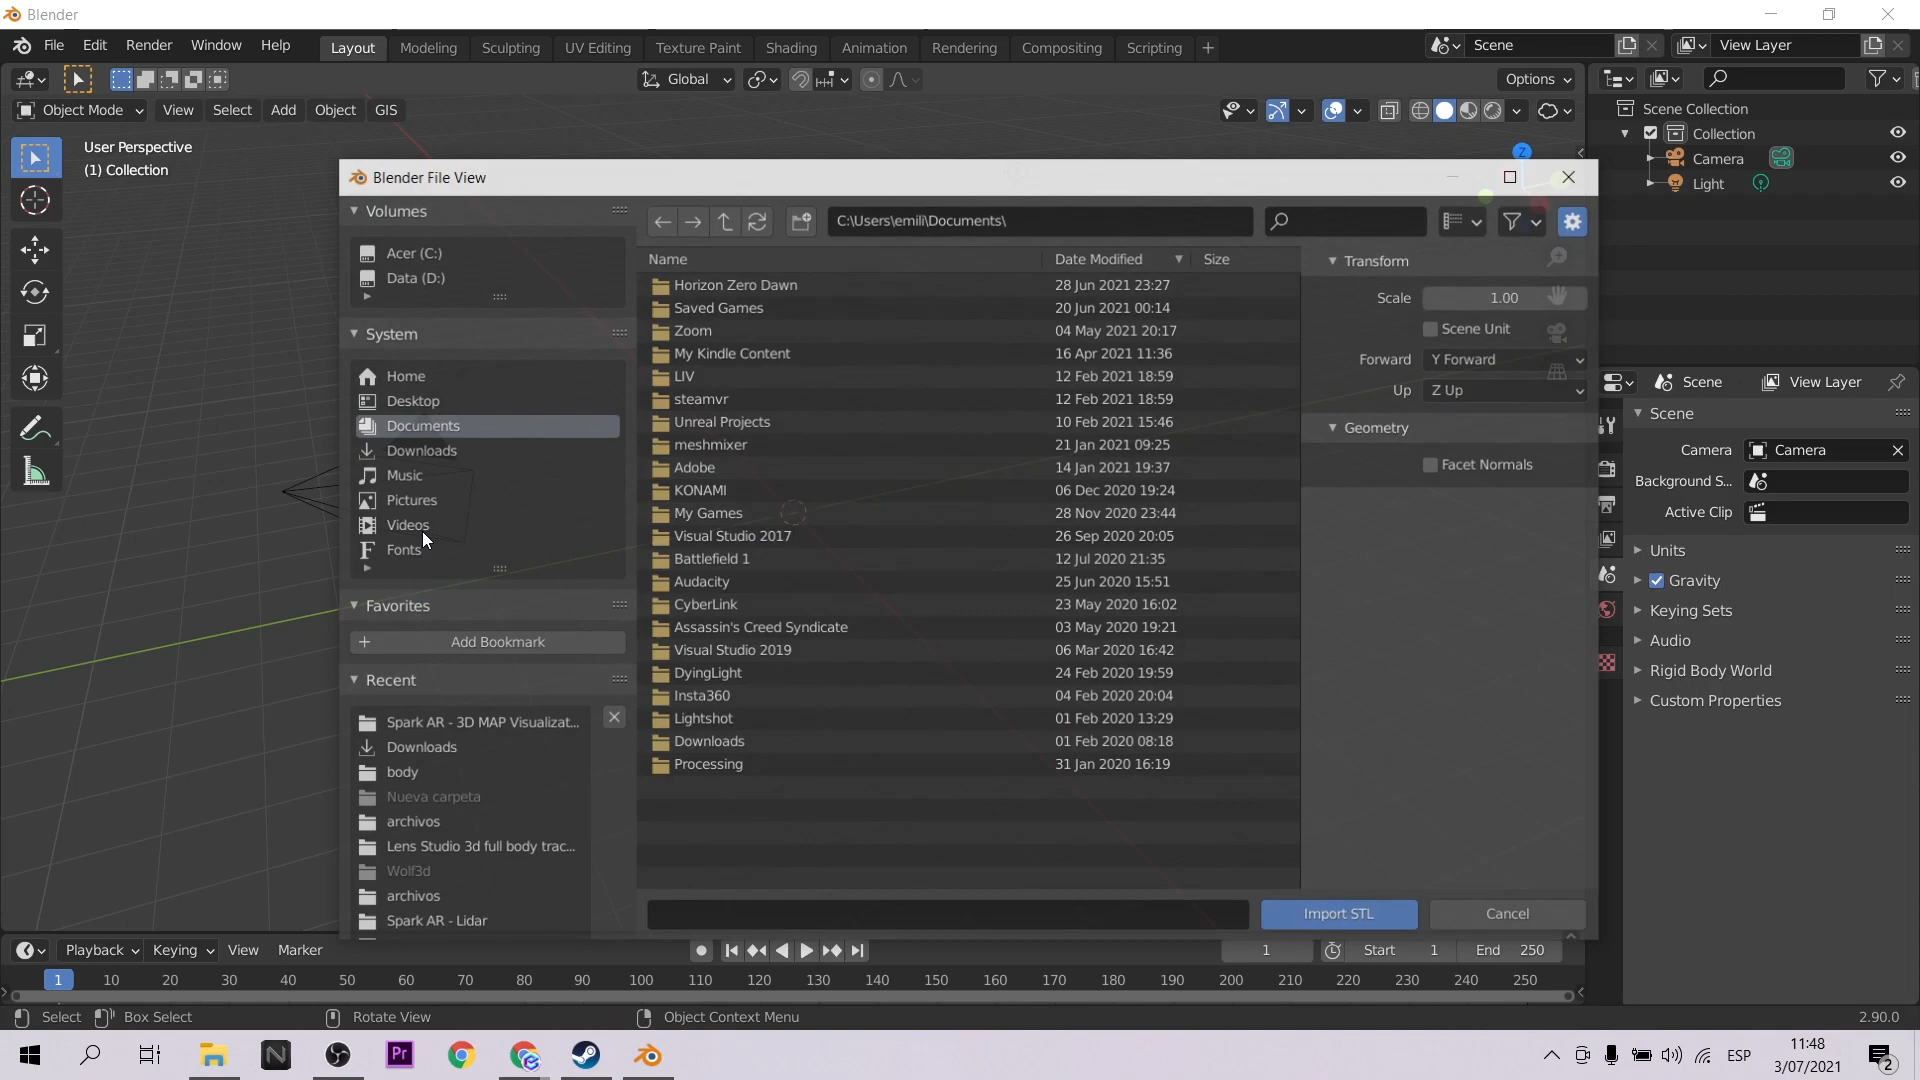 Blender
File Edit Render Window Help Layout Modeling Sculpting UV Editing Texture Paint Shading Animation Rendering Compositing Scripting + Scene View Layer
Global Options
Object Mode View Select Add Object GIS
User Perspective
(1) Collection
Scene Collection
Collection
Camera
Light
Z
Blender File View
Volumes
Acer (C:)
Data (D:)
System
Home
Desktop
Documents
Downloads
Music
Pictures
Videos
Fonts
Favorites
Add Bookmark
Recent
Spark AR - 3D MAP Visualizat...
Downloads
body
Nueva carpeta
archivos
Lens Studio 3d full body trac...
Wolf3d
archivos
Spark AR - Lidar
C:\Users\emili\Documents\
Name Date Modified Size
Horizon Zero Dawn 28 Jun 2021 23:27
Saved Games 20 Jun 2021 00:14
Zoom 04 May 2021 20:17
My Kindle Content 16 Apr 2021 11:36
LIV 12 Feb 2021 18:59
steamvr 12 Feb 2021 18:59
Unreal Projects 10 Feb 2021 15:46
meshmixer 21 Jan 2021 09:25
Adobe 14 Jan 2021 19:37
KONAMI 06 Dec 2020 19:24
My Games 28 Nov 2020 23:44
Visual Studio 2017 26 Sep 2020 20:05
Battlefield 1 12 Jul 2020 21:35
Audacity 25 Jun 2020 15:51
CyberLink 23 May 2020 16:02
Assassin's Creed Syndicate 03 May 2020 19:21
Visual Studio 2019 06 Mar 2020 16:42
DyingLight 24 Feb 2020 19:59
Insta360 04 Feb 2020 20:04
Lightshot 01 Feb 2020 13:29
Downloads 01 Feb 2020 08:18
Processing 31 Jan 2020 16:19
Transform
Scale 1.00
Scene Unit
Forward Y Forward
Up Z Up
Geometry
Facet Normals
Import STL Cancel
Scene View Layer
Scene
Camera Camera
Background S...
Active Clip
Units
Gravity
Keying Sets
Audio
Rigid Body World
Custom Properties
Playback Keying View Marker 1 Start 1 End 250
1 10 20 30 40 50 60 70 80 90 100 110 120 130 140 150 160 170 180 190 200 210 220 230 240 250
Select Box Select Rotate View Object Context Menu 2.90.0
N Pr ESP 11:48
3/07/2021 2